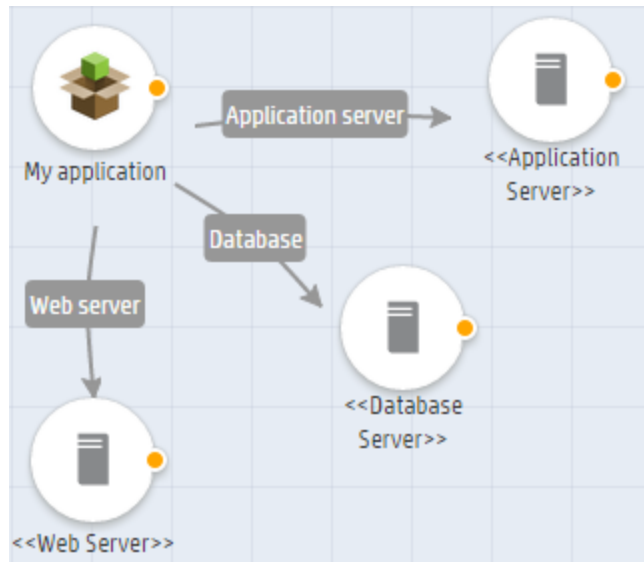 Application server
<<Application
Server>>
My application
Database
Web server
<<Database
Server>>
<<Web Server>>